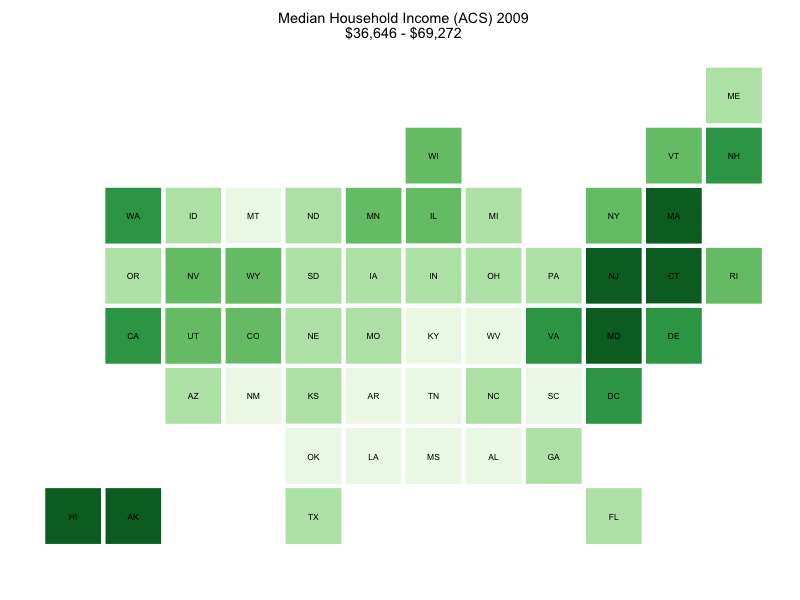 Median Household Income (ACS) 2009
$36,646 - $69,272
ME
WI VT NH
WA ID MT ND MN IL MI NY MA
OR NV WY SD IA IN OH PA NJ CT RI
CA UT CO NE MO KY WV VA MD DE
AZ NM KS AR TN NC SC DC
OK LA MS AL GA
HI AK TX FL